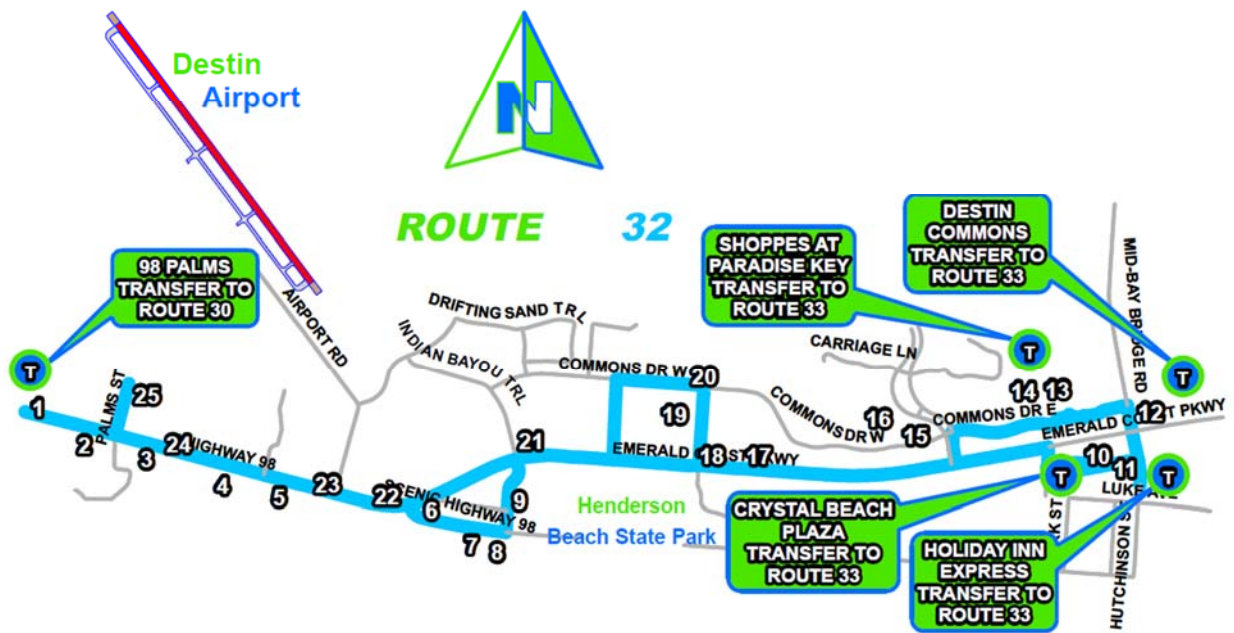 Destin
Airport
N
ROUTE 32
98 PALMS
TRANSFER TO
ROUTE 30
SHOPPES AT
PARADISE KEY
TRANSFER TO
ROUTE 33
DESTIN
COMMONS
TRANSFER TO
ROUTE 33
MID-BAY BRIDGE RD
AIRPORT RD
DRIFTING SAND TRL
INDIAN BAYOU TRL
COMMONS DR W
CARRIAGE LN
COMMONS DR W
COMMONS DR E
T
T
T
1
2
PALMS ST
25
3
24
HIGHWAY 98
4
5
23
22
SCENIC HIGHWAY 98
6
7
8
9
21
20
19
EMERALD
18
17
WY
16
15
14
13
12
EMERALD
PKWY
10
11
T
T
Henderson
Beach State Park
CRYSTAL BEACH
PLAZA
TRANSFER TO
ROUTE 33
HOLIDAY INN
EXPRESS
TRANSFER TO
ROUTE 33
HUTCHINSON